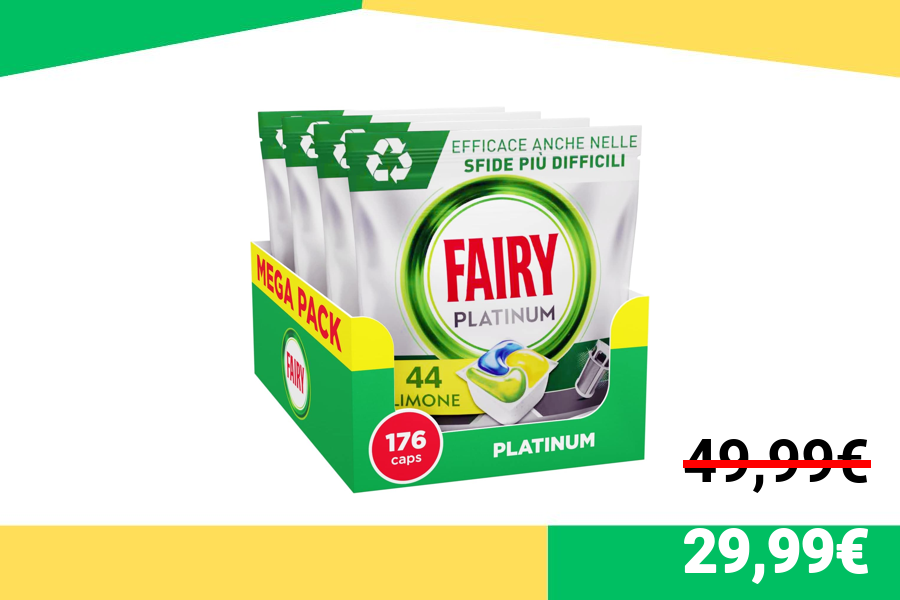 EFFICACE ANCHE NELLE
SFIDE PIÙ DIFFICILI
FAIRY
PLATINUM
MEGA PACK
FAIRY
44
LIMONE
176
caps
PLATINUM
49,99€
29,99€